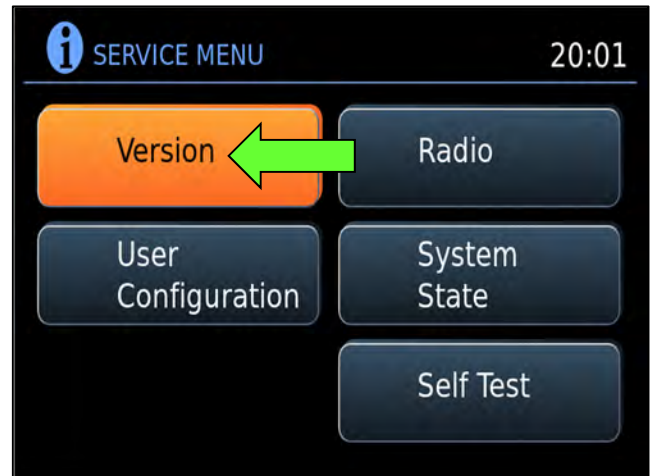 i SERVICE MENU 20:01
Version Radio
User System
Configuration State
Self Test